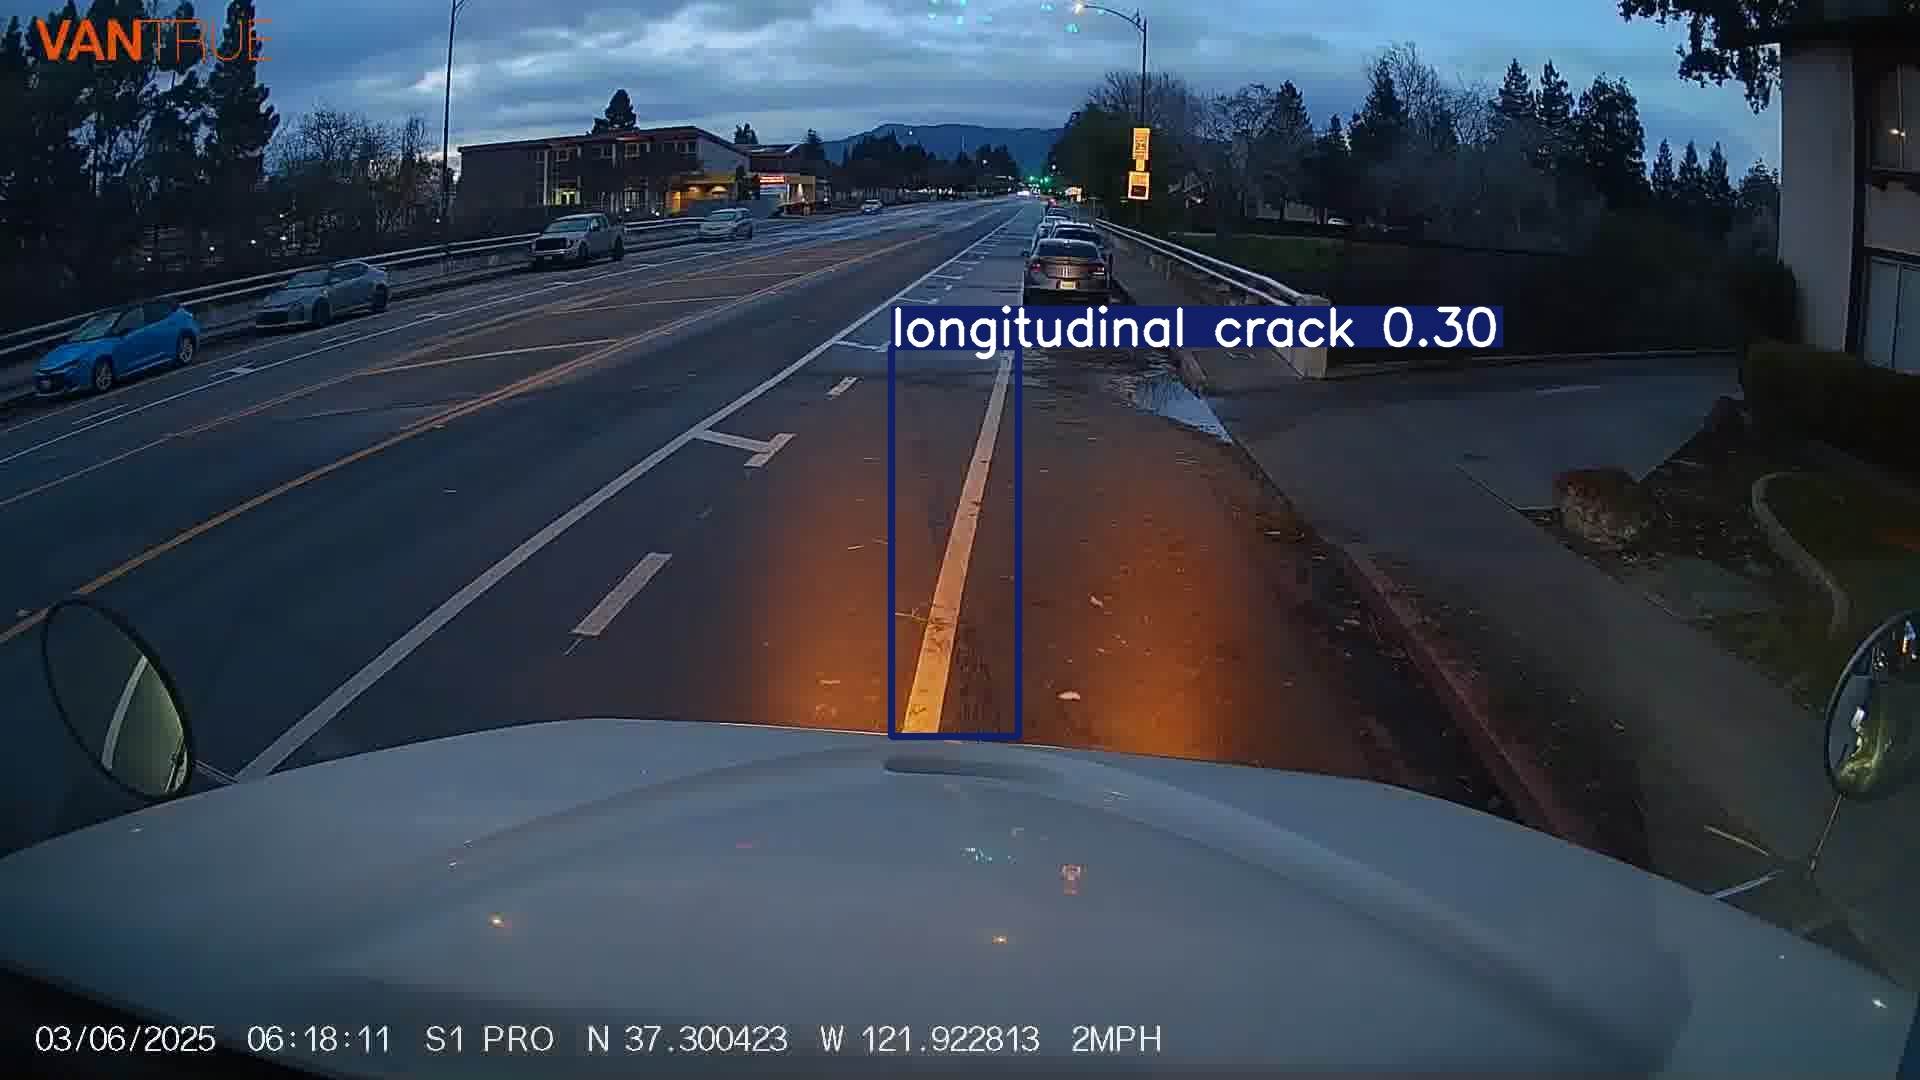 VANTRUE
longitudinal crack 0.30
03/06/2025 06:18:11 S1 PRO N 37.300423 W 121.922813 2MPH